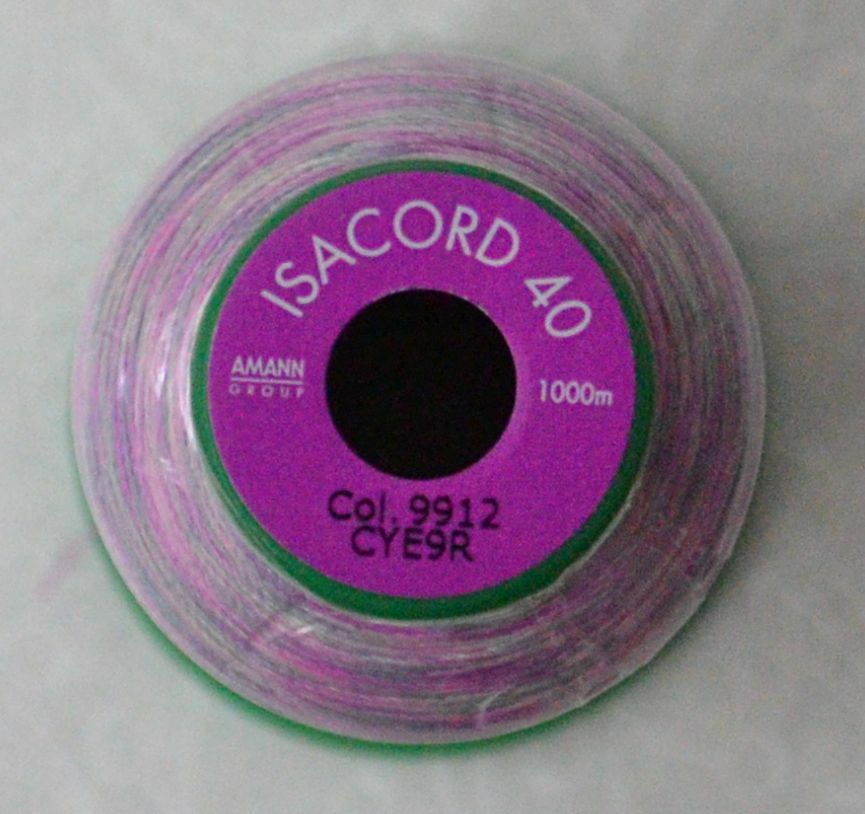 ISACORD 40
AMANN
GROUP
1000m
Col. 9912
CYE9R